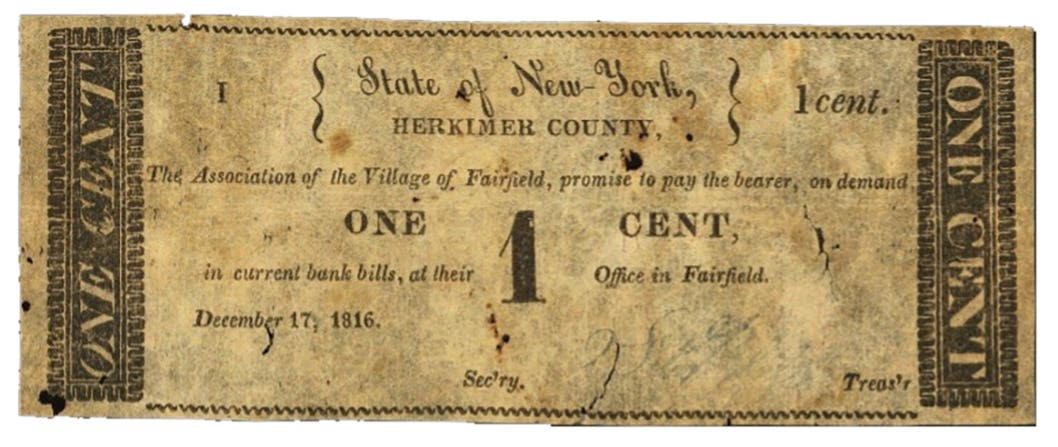 ONE CENT
I
State of New-York,
1 cent.
HERKIMER COUNTY,
The Association of the Village of Fairfield, promise to pay the bearer, on demand
ONE 1 CENT,
in current bank bills, at their Office in Fairfield.
December 17, 1816.
Sec'ry.
Treas'r
ONE CENT